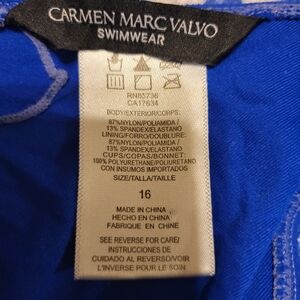 CARMEN MARC VALVO
SWIMWEAR
RN85736
CA17634
BODY/EXTERIOR/CORPS:
87%NYLON/POLIAMIDA/
13% SPANDEX/ELASTANO
LINING/FORRO/DOUBLURE:
87%NYLON/POLIAMIDA/
13% SPANDEX/ELASTANO
CUPS/COPAS/BONNET:
100% POLYURETHANE/POLIURETANO
CON INSUMOS IMPORTADOS
SIZE/TALLA/TAILLE
16
MADE IN CHINA
HECHO EN CHINA
FABRIQUE EN CHINE
SEE REVERSE FOR CARE/
INSTRUCCIONES DE
CUIDADO AL REVERSO/VOIR
L'INVERSE POUR LE SOIN